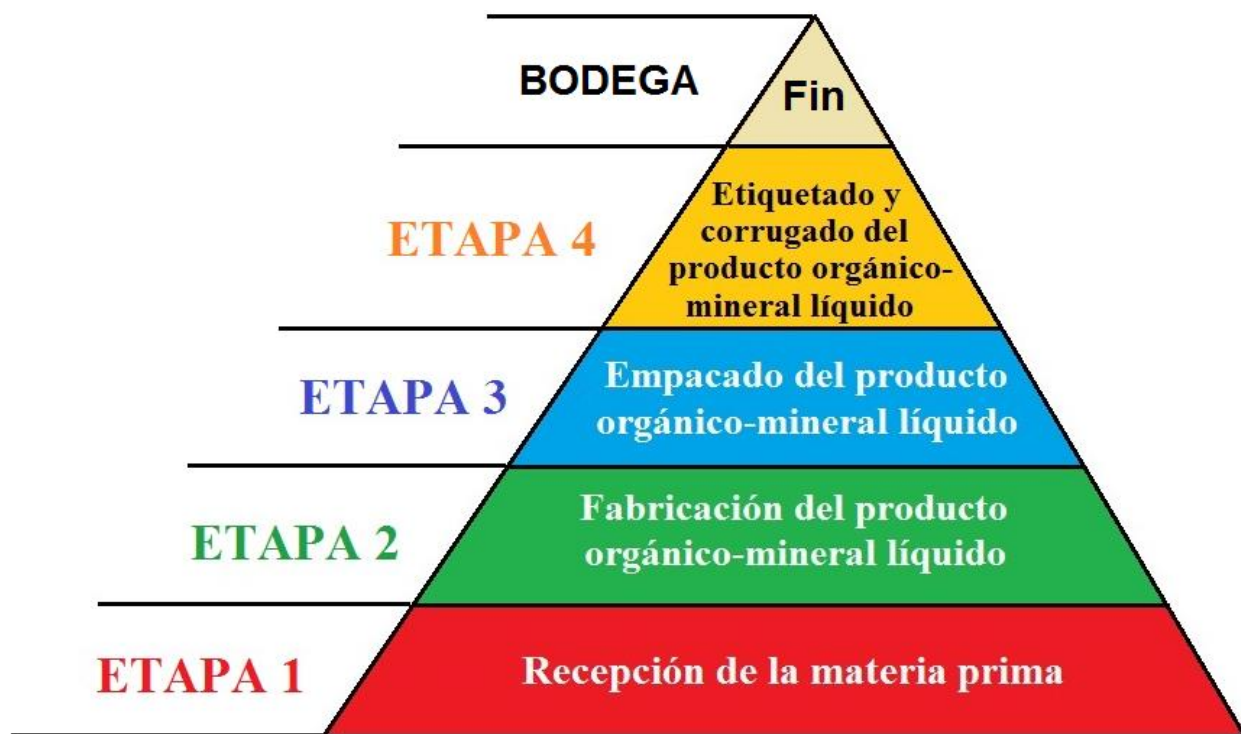 BODEGA
Fin
ETAPA 4
Etiquetado y
corrugado del
producto orgánico-
mineral líquido
ETAPA 3
Empacado del producto
orgánico-mineral líquido
ETAPA 2
Fabricación del producto
orgánico-mineral líquido
ETAPA 1
Recepción de la materia prima